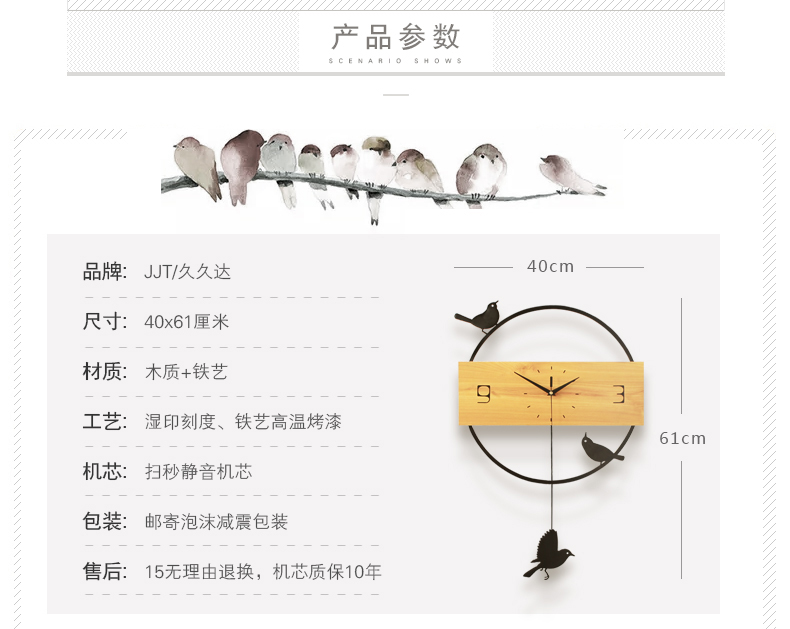 产品参数
SCENARIO SHOWS
品牌: JJT/久久达
尺寸: 40x61厘米
材质: 木质+铁艺
工艺: 湿印刻度、铁艺高温烤漆
机芯: 扫秒静音机芯
包装: 邮寄泡沫减震包装
售后: 15无理由退换，机芯质保10年
40cm
9 3
61cm